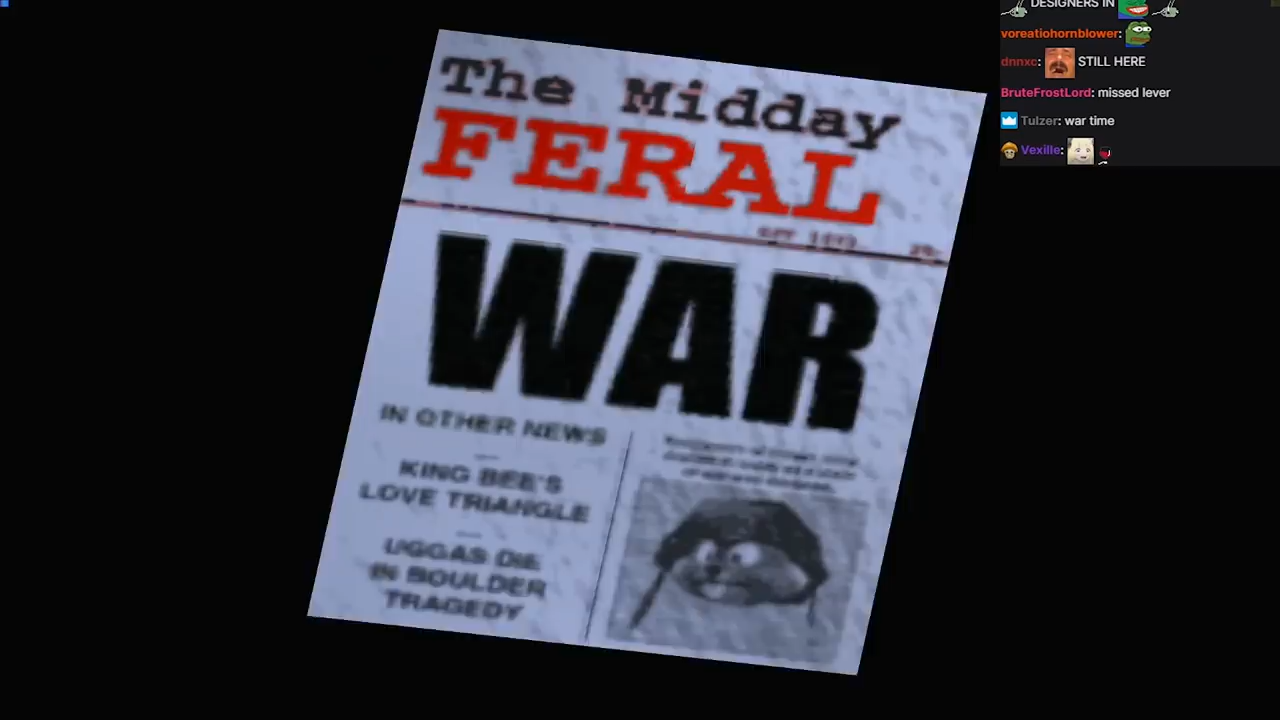 The Midday
FERAL
WAR
IN OTHER NEWS
KING BEE'S
LOVE TRIANGLE
UGGAS DIE
IN BOULDER
TRAGEDY
DESIGNERS IN
voreatiohornblower:
dnnxc: STILL HERE
BruteFrostLord: missed lever
Tulzer: war time
Vexille: